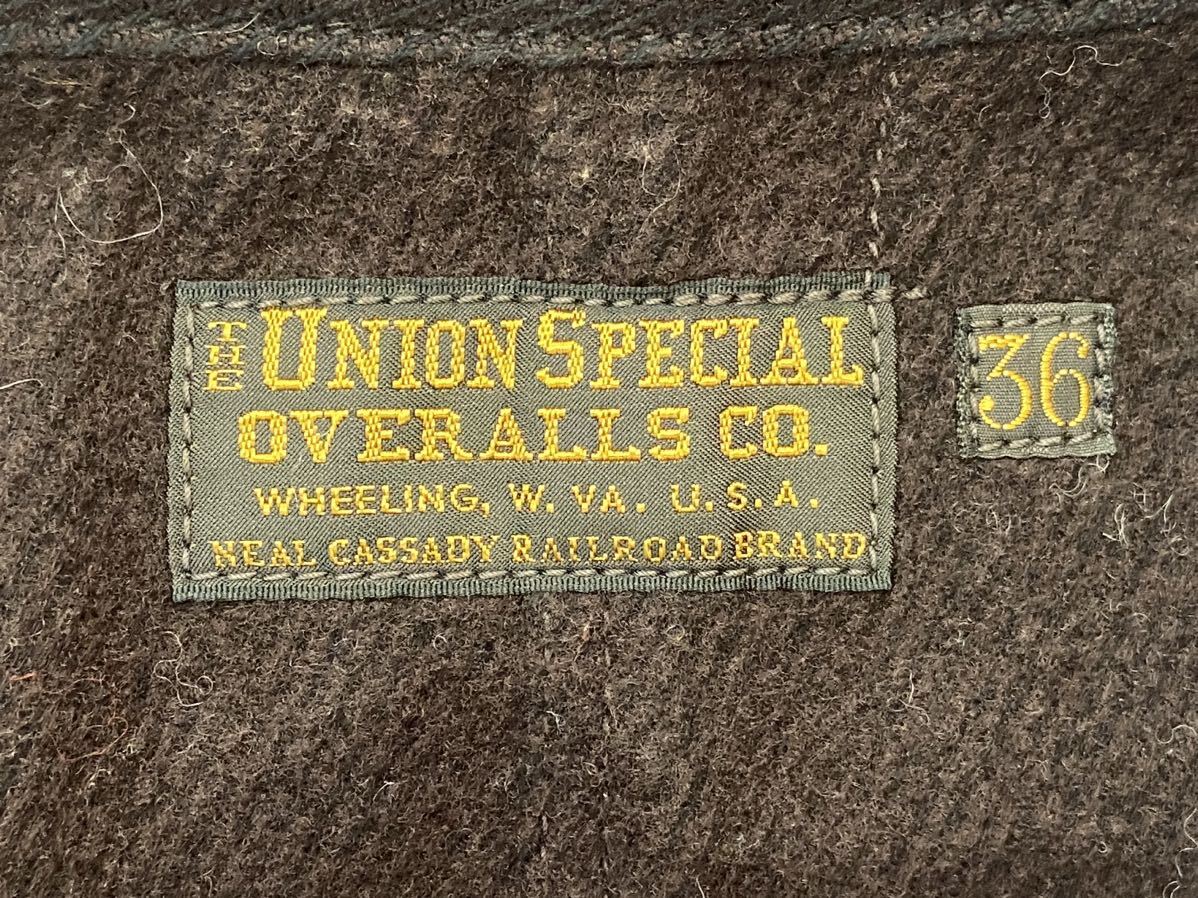 THE UNION SPECIAL
OVERALLS CO.
WHEELING, W. VA. U.S.A.
NEAL CASSADY RAILROAD BRAND
36